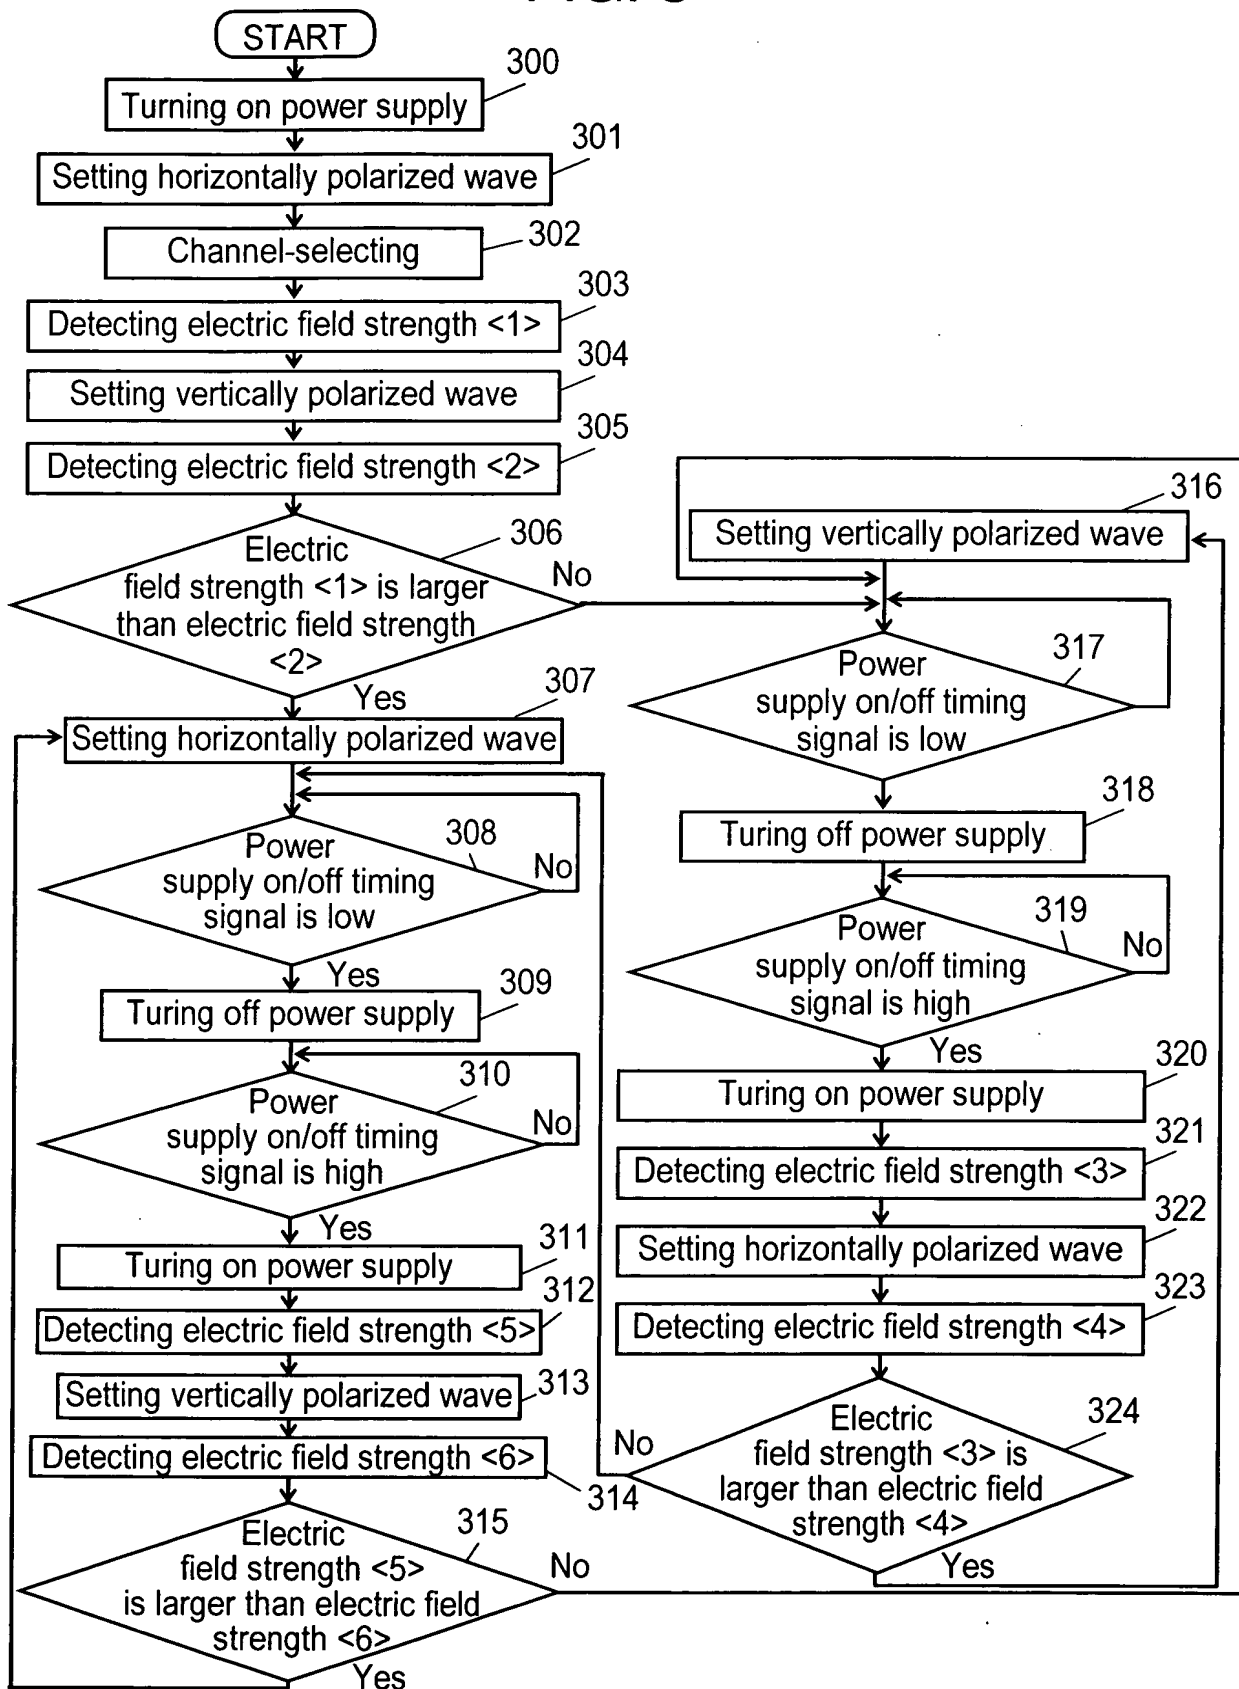 START
300
Turning on power supply
301
Setting horizontally polarized wave
302
Channel-selecting
303
Detecting electric field strength <1>
304
Setting vertically polarized wave
305
Detecting electric field strength <2>
306
Electric
field strength <1> is larger
than electric field strength
<2>
No
Yes
307
Setting horizontally polarized wave
308
Power
supply on/off timing
signal is low
No
Yes
309
Turing off power supply
310
Power
supply on/off timing
signal is high
No
Yes
311
Turing on power supply
312
Detecting electric field strength <5>
Setting vertically polarized wave
313
Detecting electric field strength <6>
314
315
Electric
field strength <5>
is larger than electric field
strength <6>
No
Yes
316
Setting vertically polarized wave
317
Power
supply on/off timing
signal is low
318
Turing off power supply
319
Power
supply on/off timing
signal is high
No
Yes
320
Turing on power supply
321
Detecting electric field strength <3>
322
Setting horizontally polarized wave
323
Detecting electric field strength <4>
324
Electric
field strength <3> is
larger than electric field
strength <4>
No
Yes